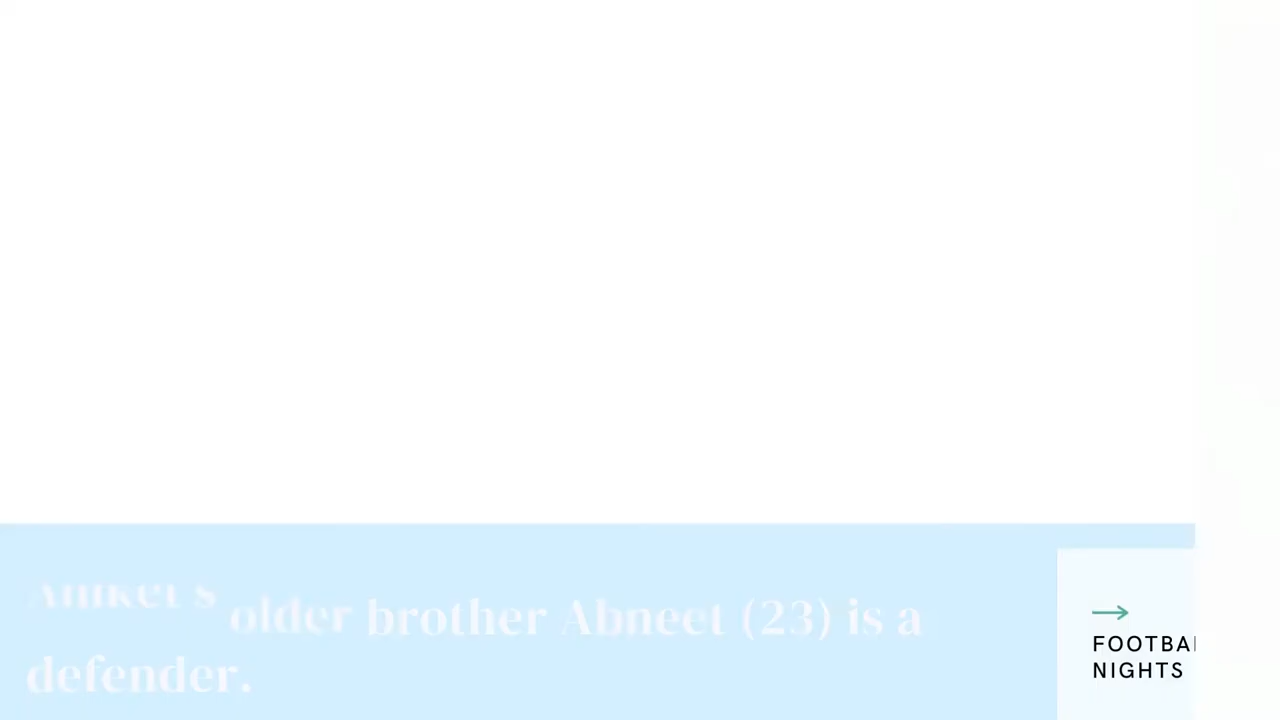 older brother Abneet (23) is a
defender.
→
FOOTBA
NIGHTS